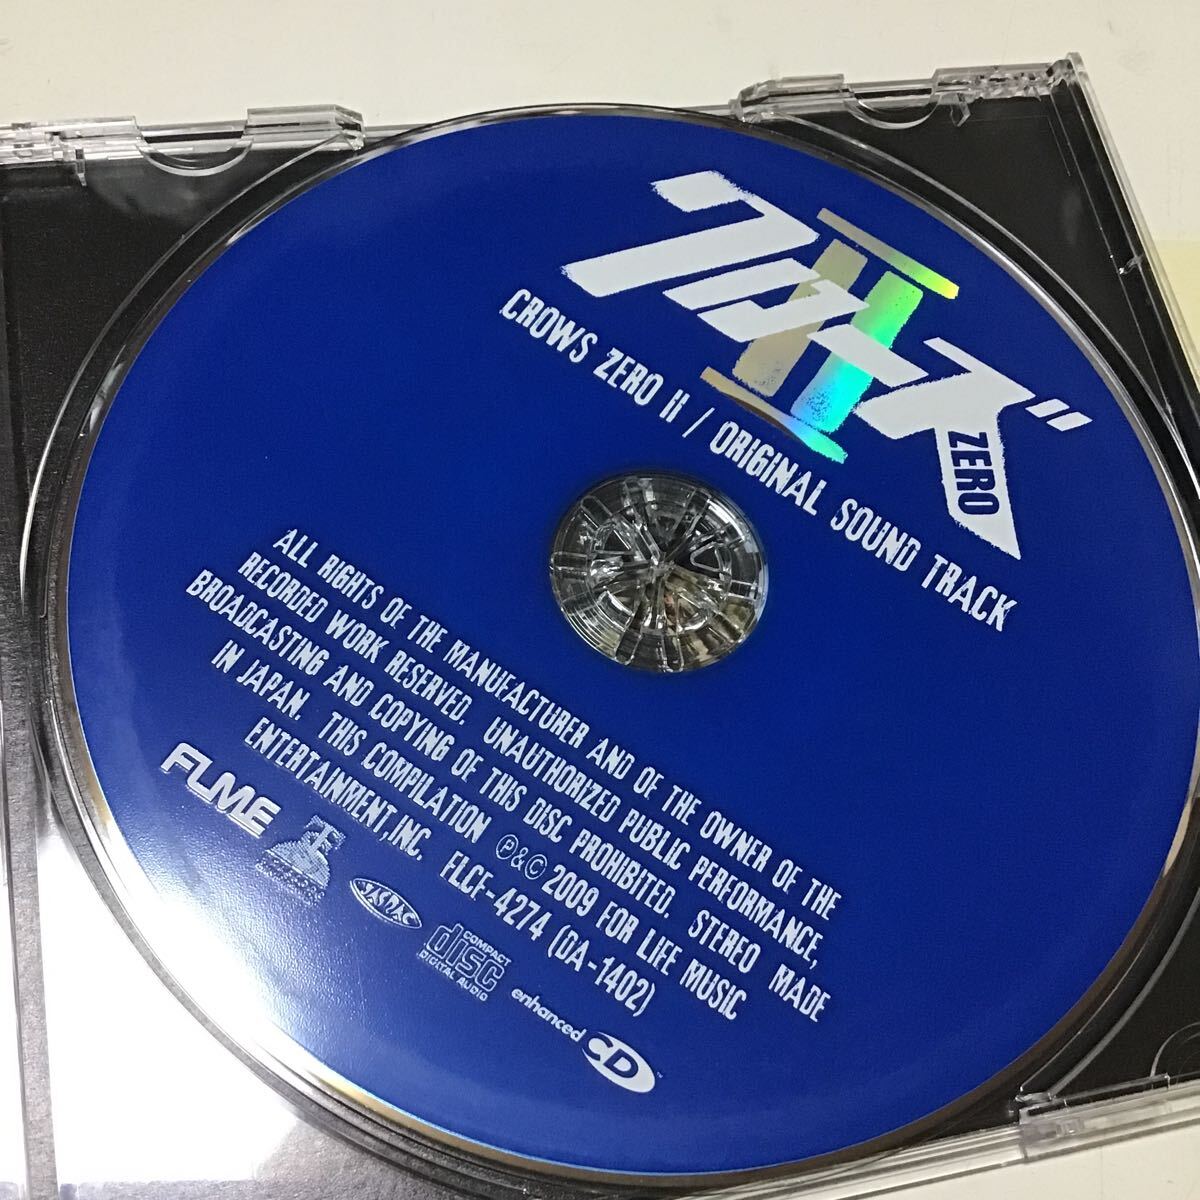 クローズ
II
ZERO
CROWS ZERO II / ORIGINAL SOUND TRACK
ALL RIGHTS OF THE MANUFACTURER AND OF THE OWNER OF THE
RECORDED WORK RESERVED. UNAUTHORIZED PUBLIC PERFORMANCE,
BROADCASTING AND COPYING OF THIS DISC PROHIBITED. STEREO MADE
IN JAPAN. THIS COMPILATION Ⓟ&© 2009 FOR LIFE MUSIC
ENTERTAINMENT,INC. FLCF-4274 (DA-1402)
FLME
JASRAC
COMPACT
disc
DIGITAL AUDIO
enhanced CD™